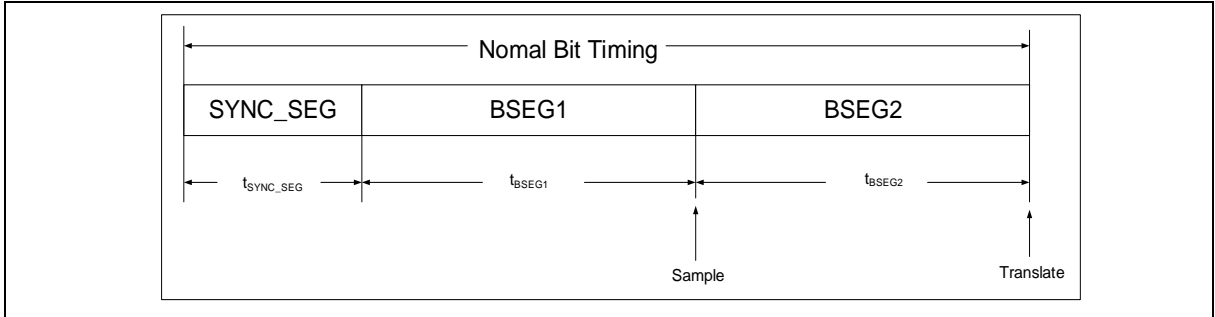 Nomal Bit Timing
SYNC_SEG BSEG1 BSEG2
tSYNC_SEG tBSEG1 tBSEG2
Sample Translate